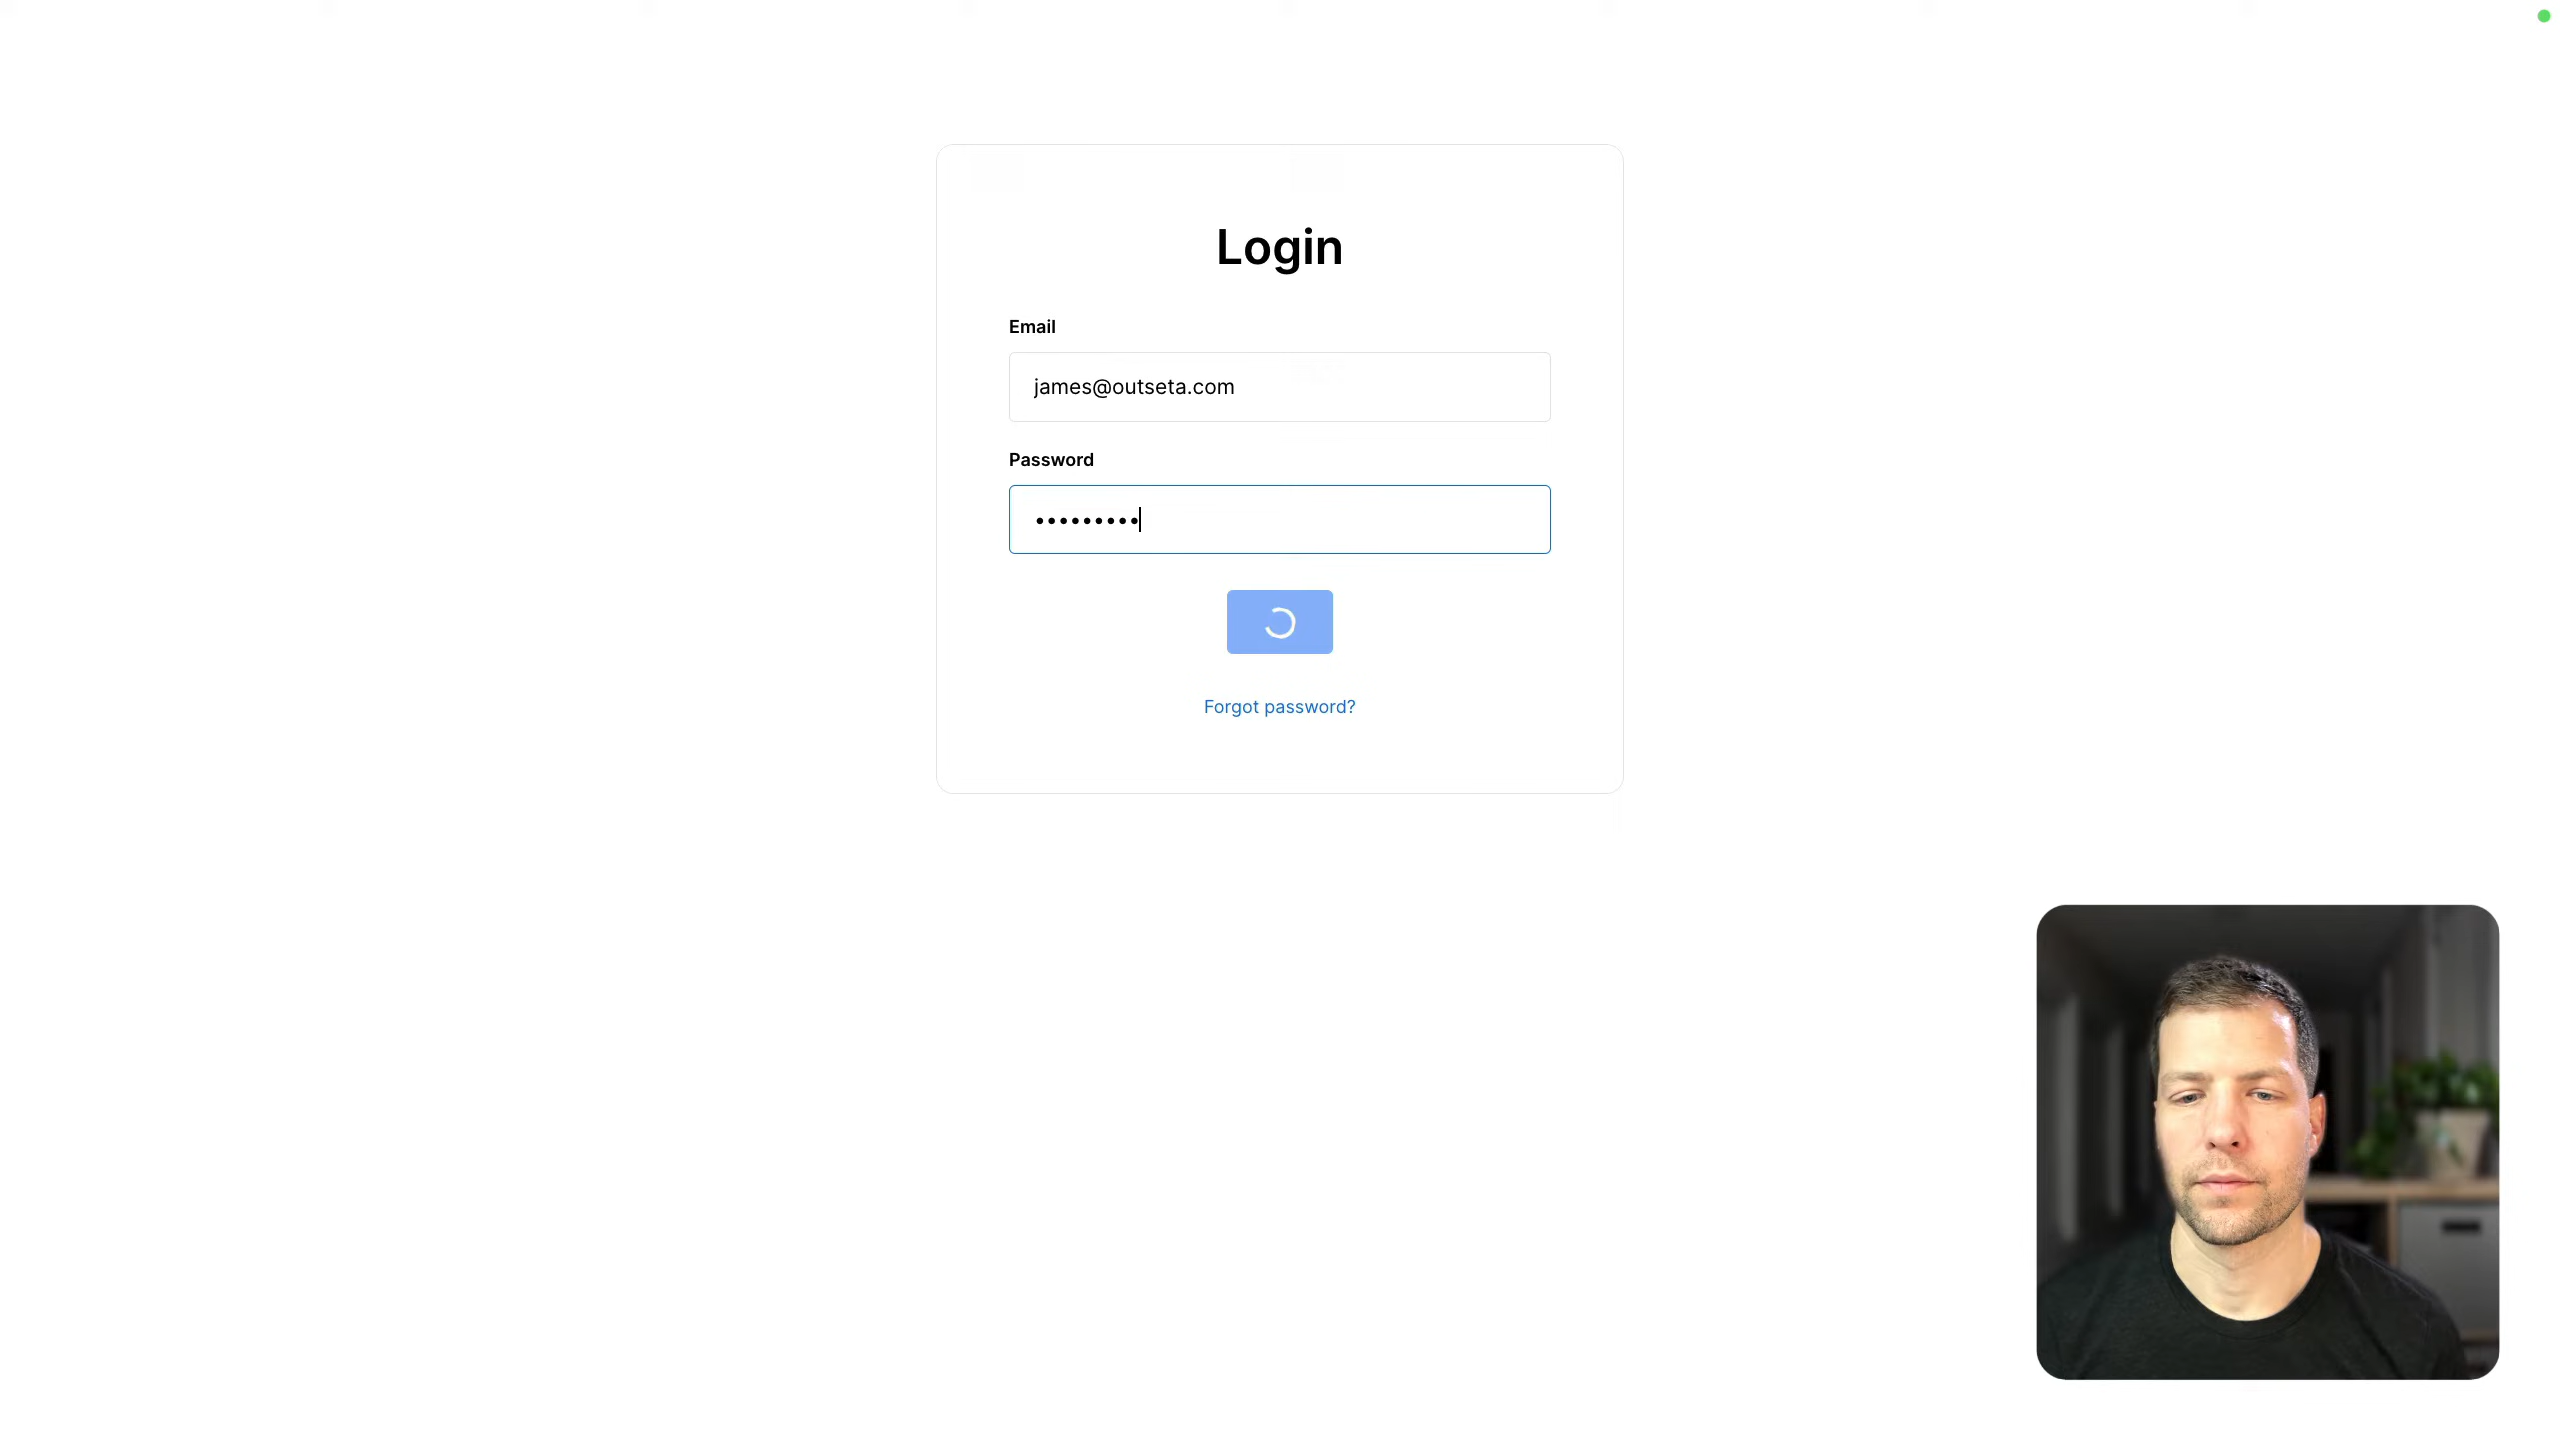 Login
Email
james@outseta.com
Password
•••••••••
Forgot password?